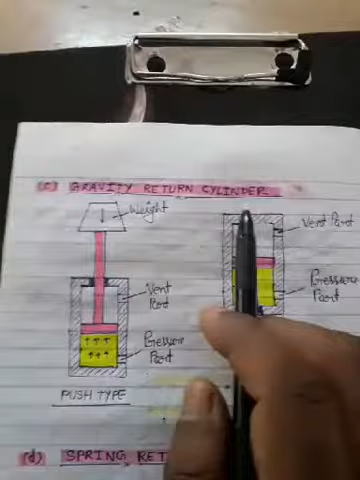 (c) GRAVITY RETURN CYLINDER
Weight
Vent Port
Vent
Port
Pressure
Port
Pressure
Port
PUSH TYPE
(d) SPRING RET